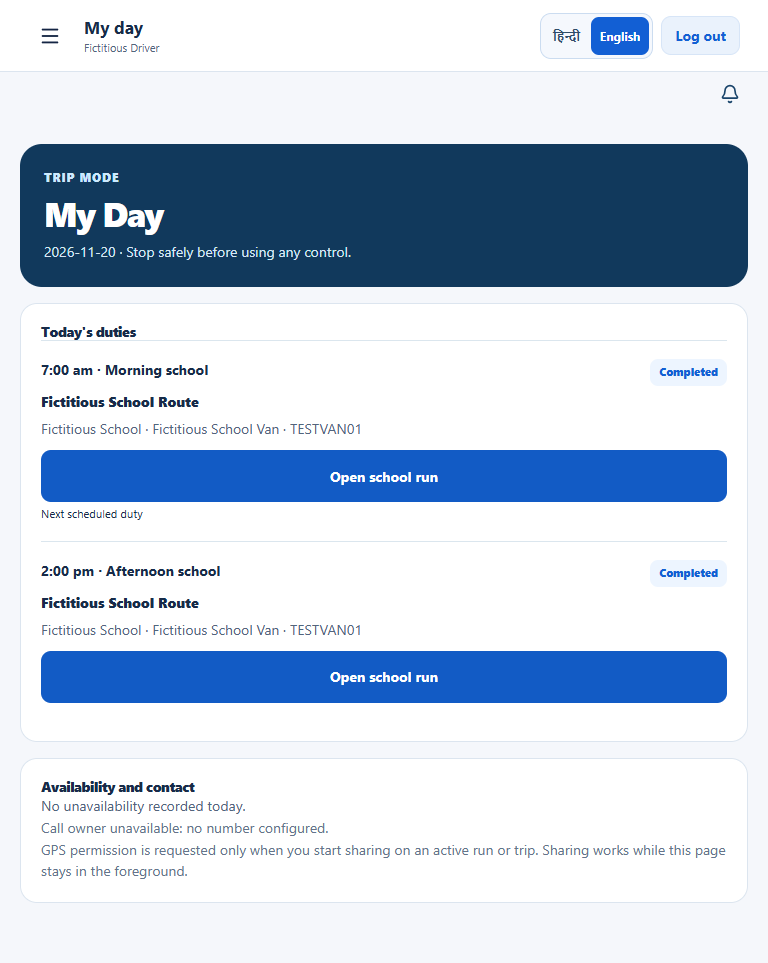 My day
Fictitious Driver
हिन्दी
English
Log out
TRIP MODE
My Day
2026-11-20 · Stop safely before using any control.
Today's duties
7:00 am · Morning school
Completed
Fictitious School Route
Fictitious School · Fictitious School Van · TESTVAN01
Open school run
Next scheduled duty
2:00 pm · Afternoon school
Completed
Fictitious School Route
Fictitious School · Fictitious School Van · TESTVAN01
Open school run
Availability and contact
No unavailability recorded today.
Call owner unavailable: no number configured.
GPS permission is requested only when you start sharing on an active run or trip. Sharing works while this page
stays in the foreground.